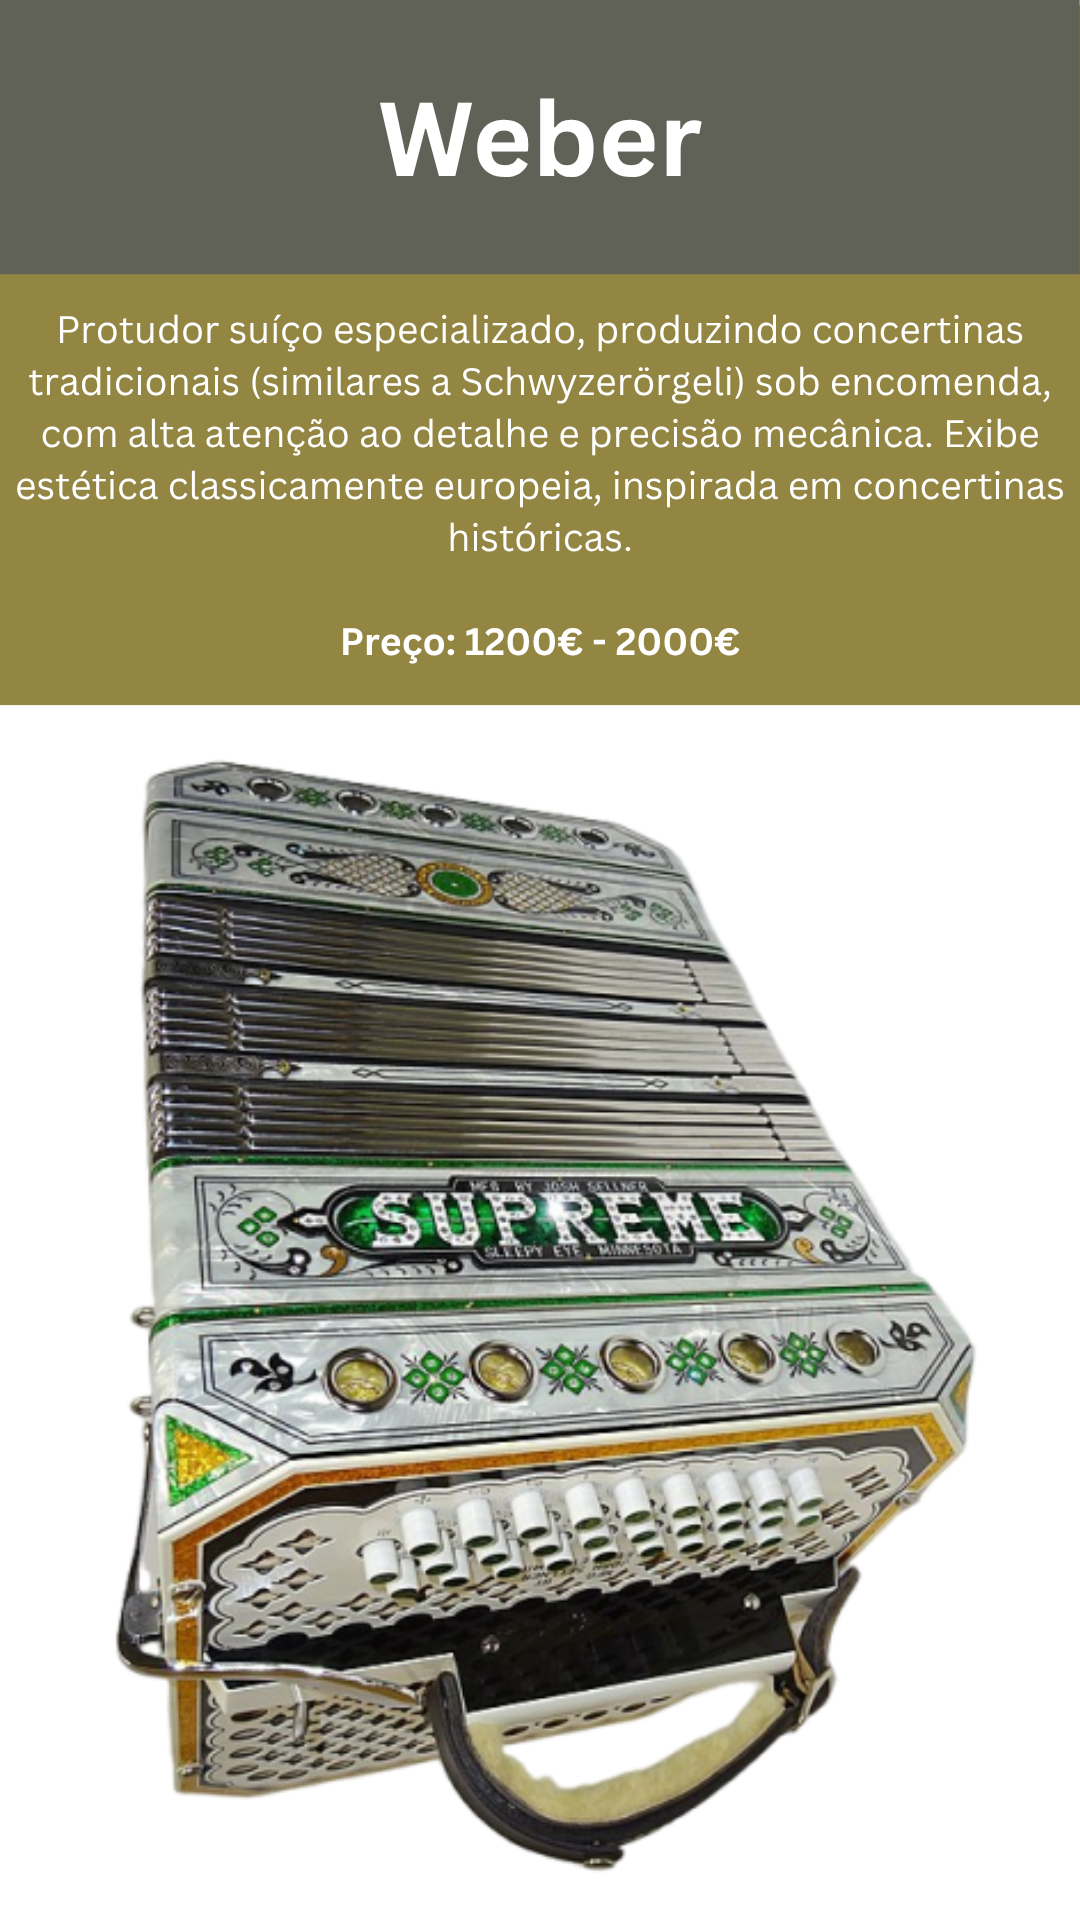 Weber
Protudor suíço especializado, produzindo concertinas
tradicionais (similares a Schwyzerörgeli) sob encomenda,
com alta atenção ao detalhe e precisão mecânica. Exibe
estética classicamente europeia, inspirada em concertinas
históricas.
Preço: 1200€ - 2000€
MFG BY JOSH SELLNER
SUPREME
SLEEPY EYE, MINNESOTA